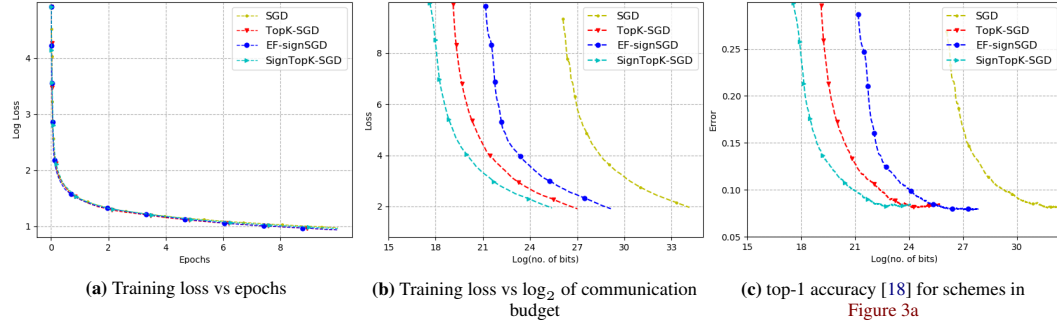 4
3
2
1
Log Loss
0
2
4
6
8
Epochs
SGD
TopK-SGD
EF-signSGD
SignTopK-SGD
(a) Training loss vs epochs
8
6
4
2
Loss
15
18
21
24
27
30
33
Log(no. of bits)
SGD
TopK-SGD
EF-signSGD
SignTopK-SGD
(b) Training loss vs log₂ of communication
budget
0.25
0.20
0.15
0.10
0.05
Error
15
18
21
24
27
30
Log(no. of bits)
SGD
TopK-SGD
EF-signSGD
SignTopK-SGD
(c) top-1 accuracy [18] for schemes in
Figure 3a